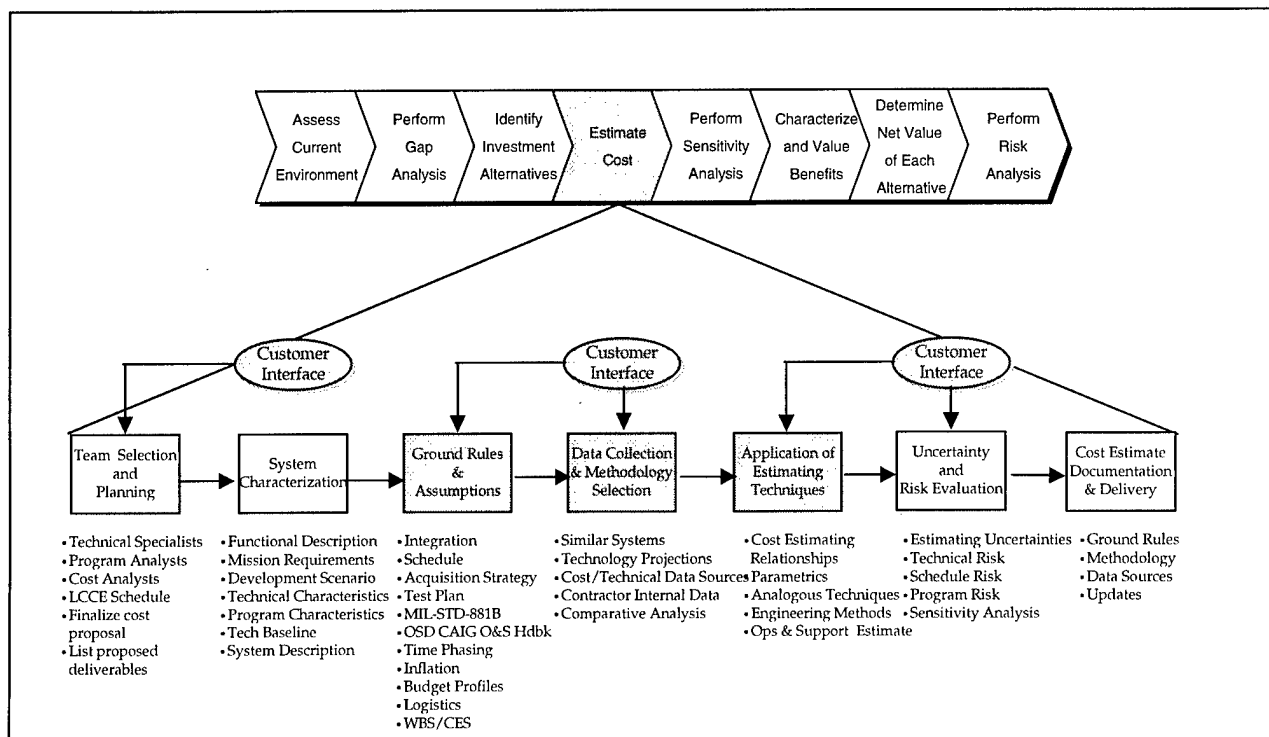 Assess
Current
Environment
Perform
Gap
Analysis
Identify
Investment
Alternatives
Estimate
Cost
Perform
Sensitivity
Analysis
Characterize
and Value
Benefits
Determine
Net Value
of Each
Alternative
Perform
Risk
Analysis
Customer
Interface
Customer
Interface
Customer
Interface
Team Selection
and
Planning
System
Characterization
Ground Rules
&
Assumptions
Data Collection
& Methodology
Selection
Application of
Estimating
Techniques
Uncertainty
and
Risk Evaluation
Cost Estimate
Documentation
& Delivery
• Technical Specialists
• Program Analysts
• Cost Analysts
• LCCE Schedule
• Finalize cost
proposal
• List proposed
deliverables
• Functional Description
• Mission Requirements
• Development Scenario
• Technical Characteristics
• Program Characteristics
• Tech Baseline
• System Description
• Integration
• Schedule
• Acquisition Strategy
• Test Plan
• MIL-STD-881B
• OSD CAIG O&S Hdbk
• Time Phasing
• Inflation
• Budget Profiles
• Logistics
• WBS/CES
• Similar Systems
• Technology Projections
• Cost/Technical Data Sources
• Contractor Internal Data
• Comparative Analysis
• Cost Estimating
Relationships
• Parametrics
• Analogous Techniques
• Engineering Methods
• Ops & Support Estimate
• Estimating Uncertainties
• Technical Risk
• Schedule Risk
• Program Risk
• Sensitivity Analysis
• Ground Rules
• Methodology
• Data Sources
• Updates